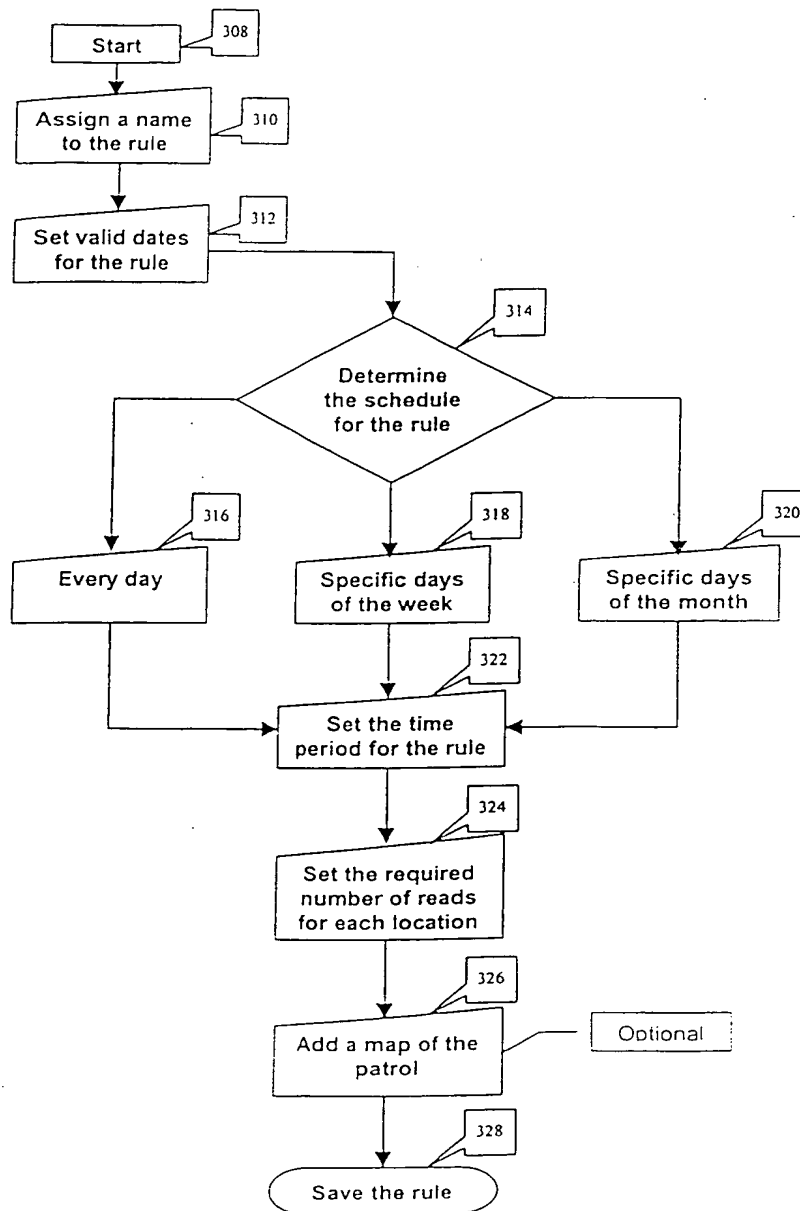 Start
308
Assign a name
to the rule
310
Set valid dates
for the rule
312
314
Determine
the schedule
for the rule
316
Every day
318
Specific days
of the week
320
Specific days
of the month
322
Set the time
period for the rule
324
Set the required
number of reads
for each location
326
Add a map of the
patrol
Optional
328
Save the rule